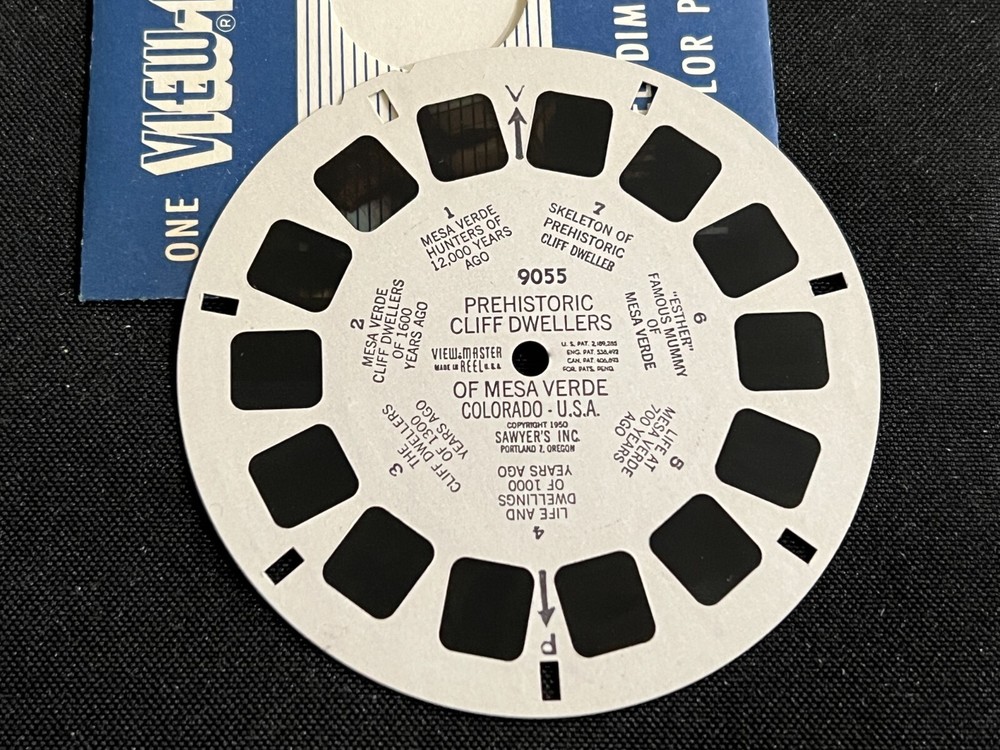 VIEW-
®
ONE
DIM
LOR P
V
1
MESA VERDE
HUNTERS OF
12,000 YEARS
AGO
7
SKELETON OF
PREHISTORIC
CLIFF DWELLER
9055
PREHISTORIC
CLIFF DWELLERS
VIEW-MASTER
MADE IN REEL U.S.A.
U. S. PAT. 2,189,285
ENG. PAT. 538,492
CAN. PAT. 406,693
FOR. PATS. PEND.
OF MESA VERDE
COLORADO - U.S.A.
COPYRIGHT 1950
SAWYER'S INC.
PORTLAND 7, OREGON
2
MESA VERDE
CLIFF DWELLERS
OF 1600
YEARS AGO
6
"ESTHER"
FAMOUS MUMMY
OF
MESA VERDE
3
THE
CLIFF DWELLERS
OF 1300
YEARS AGO
5
LIFE AT
MESA VERDE
700 YEARS
AGO
4
LIFE AND
DWELLINGS
OF 1000
YEARS AGO
P